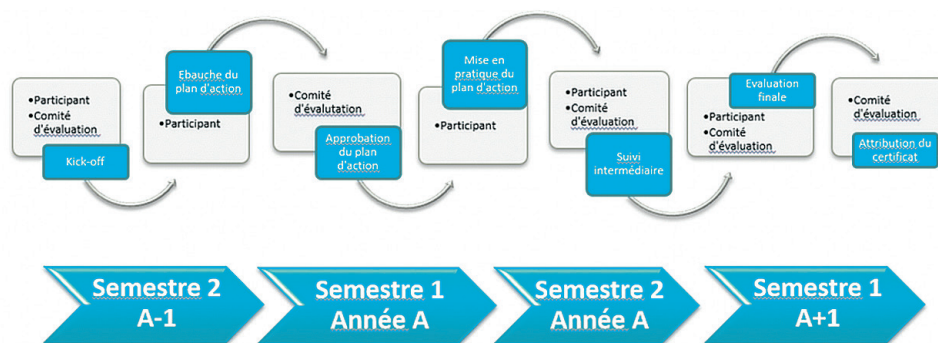 •Participant
•Comité
d'évaluation
Kick-off
Ebauche du
plan d'action
•Participant
•Comité
d'évalutation
Approbation
du plan
d'action
Mise en
pratique du
plan d'action
•Participant
•Participant
•Comité
d'évaluation
Suivi
intermédiaire
Evaluation
finale
•Participant
•Comité
d'évaluation
•Comité
d'évaluation
Attribution du
certificat
Semestre 2
A-1
Semestre 1
Année A
Semestre 2
Année A
Semestre 1
A+1